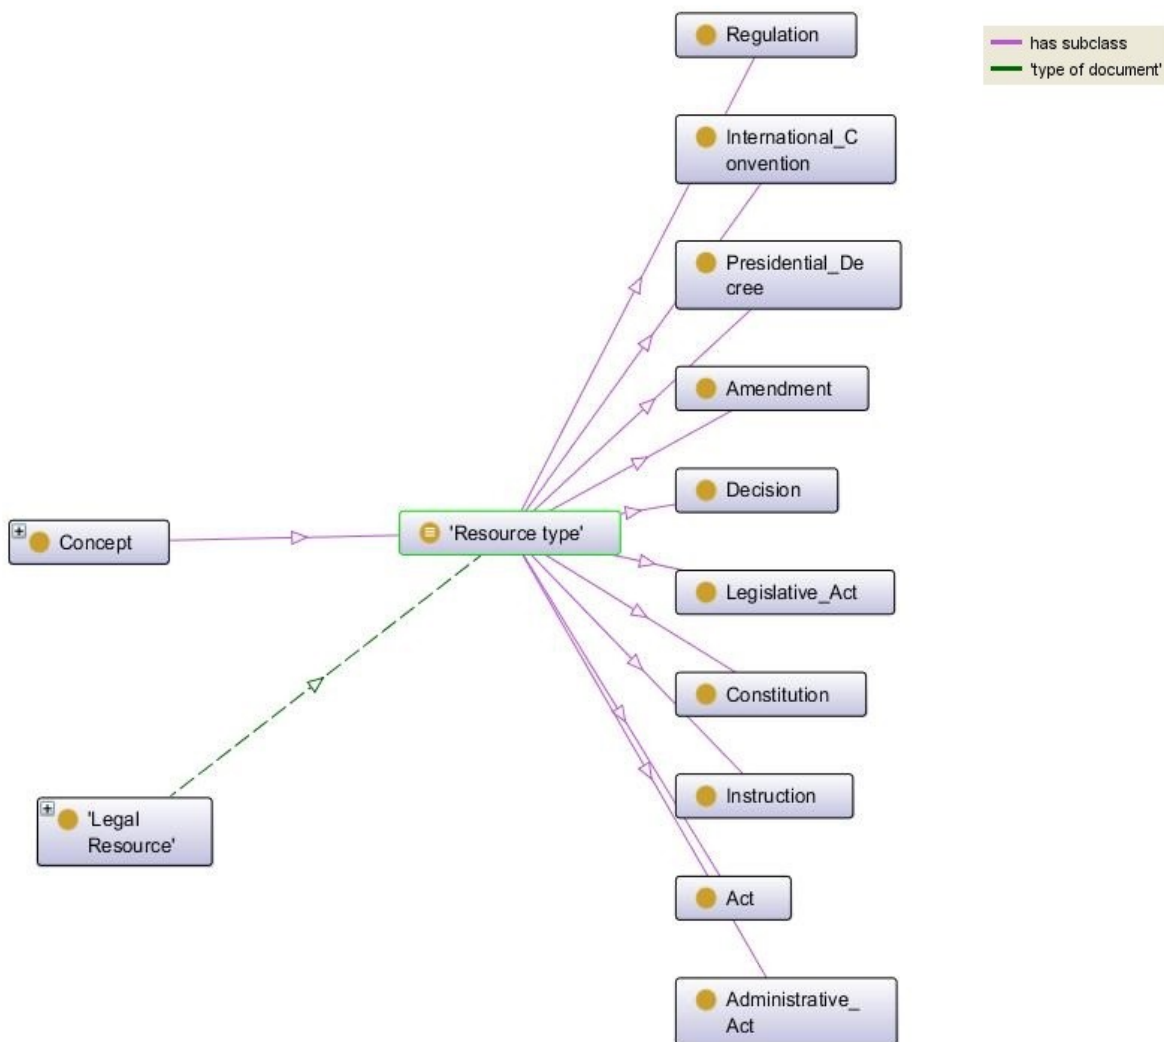 Regulation
has subclass
'type of document'
International_C
onvention
Presidential_De
cree
Amendment
Decision
'Resource type'
Concept
Legislative_Act
Constitution
Instruction
'Legal
Resource'
Act
Administrative_
Act